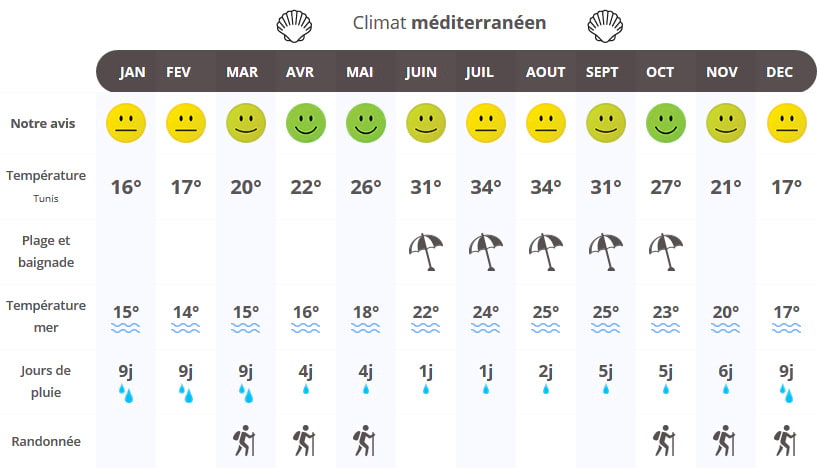 Climat méditerranéen
JAN FEV MAR AVR MAI JUIN JUIL AOUT SEPT OCT NOV DEC
Notre avis
Température
Tunis
16° 17° 20° 22° 26° 31° 34° 34° 31° 27° 21° 17°
Plage et
baignade
Température
mer
15° 14° 15° 16° 18° 22° 24° 25° 25° 23° 20° 17°
Jours de
pluie
9j 9j 9j 4j 4j 1j 1j 2j 5j 5j 6j 9j
Randonnée